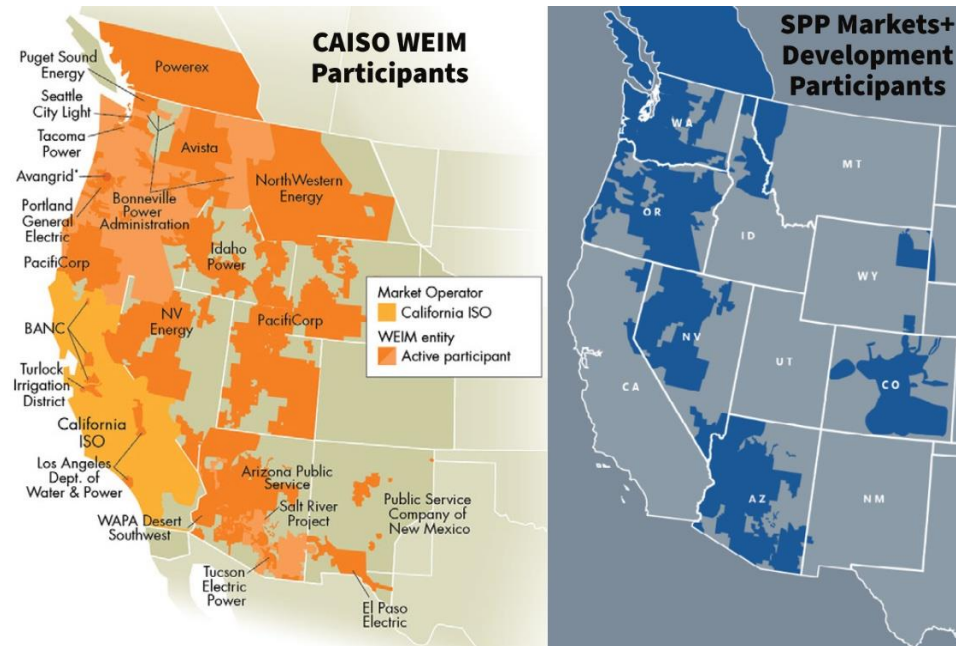 CAISO WEIM
Participants
Puget Sound
Energy
Seattle
City Light
Tacoma
Power
Avangrid*
Portland
General
Electric
PacifiCorp
BANC
Turlock
Irrigation
District
California
ISO
Los Angeles
Dept. of
Water & Power
WAPA Desert
Southwest
Tucson
Electric
Power
El Paso
Electric
Powerex
Avista
Bonneville
Power
Administration
NorthWestern
Energy
Idaho
Power
NV
Energy
PacifiCorp
Arizona Public
Service
Salt River
Project
Public Service
Company of
New Mexico
Market Operator
California ISO
WEIM entity
Active participant
SPP Markets+
Development
Participants
WA
MT
OR
ID
WY
NV
UT
CO
CA
AZ
NM